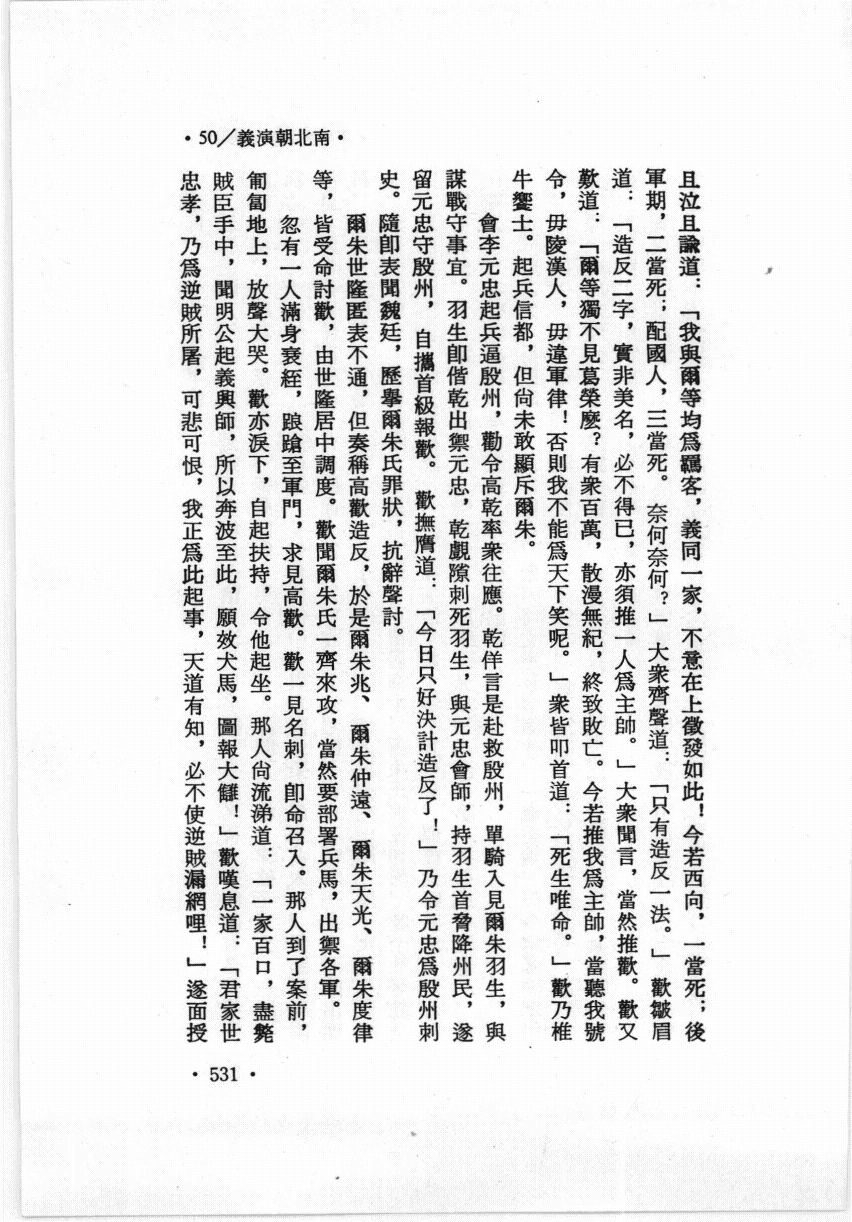 •50／義演朝北南•
且泣且諭道：「我與爾等均爲羈客，義同一家，不意在上徵發如此！今若西向，一當死；後
軍期，二當死；配國人，三當死。奈何奈何？」大衆齊聲道：「只有造反一法。」歡皺眉
道：「造反二字，實非美名，必不得已，亦須推一人爲主帥。」大衆聞言，當然推歡。歡又
歎道：「爾等獨不見葛榮麽？有衆百萬，散漫無紀，終致敗亡。今若推我爲主帥，當聽我號
令，毋陵漢人，毋違軍律！否則我不能爲天下笑呢。」衆皆叩首道：「死生唯命。」歡乃椎
牛饗士。起兵信都，但尙未敢顯斥爾朱。
會李元忠起兵逼殷州，勸令高乾率衆往應。乾佯言是赴救殷州，單騎入見爾朱羽生，與
謀戰守事宜。羽生卽偕乾出禦元忠，乾覷隙刺死羽生，與元忠會師，持羽生首脅降州民，遂
留元忠守殷州，自攜首級報歡。歡撫膺道：「今日只好決計造反了！」乃令元忠爲殷州刺
史。隨卽表聞魏廷，歷擧爾朱氏罪狀，抗辭聲討。
爾朱世隆匿表不通，但奏稱高歡造反，於是爾朱兆、爾朱仲遠、爾朱天光、爾朱度律
等，皆受命討歡，由世隆居中調度。歡聞爾朱氏一齊來攻，當然要部署兵馬，出禦各軍。
忽有一人滿身衰絰，踉蹌至軍門，求見高歡。歡一見名刺，卽命召入。那人到了案前，
匍匐地上，放聲大哭。歡亦淚下，自起扶持，令他起坐。那人尙流涕道：「一家百口，盡斃
賊臣手中，聞明公起義興師，所以奔波至此，願效犬馬，圖報大讎！」歡嘆息道：「君家世
忠孝，乃爲逆賊所屠，可悲可恨，我正爲此起事，天道有知，必不使逆賊漏網哩！」遂面授
•531•